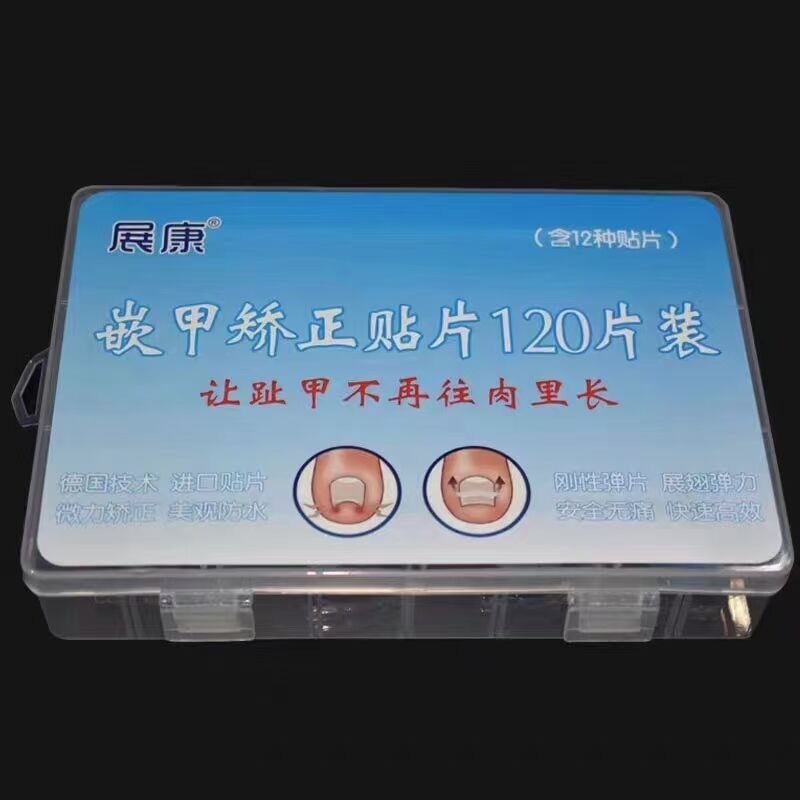 展康®
（含12种贴片）
嵌甲矫正贴片120片装
让趾甲不再往肉里长
德国技术 进口贴片
微力矫正 美观防水
刚性弹片 展翅弹力
安全无痛 快速高效